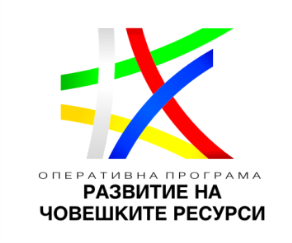 ОПЕРАТИВНА ПРОГРАМА
РАЗВИТИЕ НА
ЧОВЕШКИТЕ РЕСУРСИ